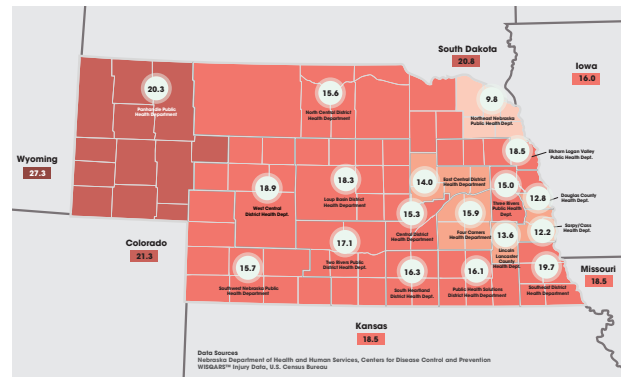 South Dakota
20.8
Iowa
16.0
20.3
Panhandle Public
Health Department
15.6
North Central District
Health Department
9.8
Northeast Nebraska
Public Health Dept.
18.5
Elkhorn Logan Valley
Public Health Dept.
Wyoming
27.3
18.9
West Central
District Health Dept.
18.3
Loup Basin District
Health Department
14.0
East Central District
Health Department
15.0
Three Rivers
Public Health
Dept.
12.8
Douglas County
Health Dept.
15.3
Central District
Health Department
15.9
Four Corners
Health Department
13.6
Lincoln
Lancaster
County
Health Dept.
12.2
Sarpy/Cass
Health Dept.
Colorado
21.3
15.7
Southwest Nebraska Public
Health Department
17.1
Two Rivers Public
District Health Dept.
16.3
South Heartland
District Health Dept.
16.1
Public Health Solutions
District Health Department
19.7
Southeast District
Health Department
Missouri
18.5
Kansas
18.5
Data Sources
Nebraska Department of Health and Human Services, Centers for Disease Control and Prevention
WISQARS™ Injury Data, U.S. Census Bureau